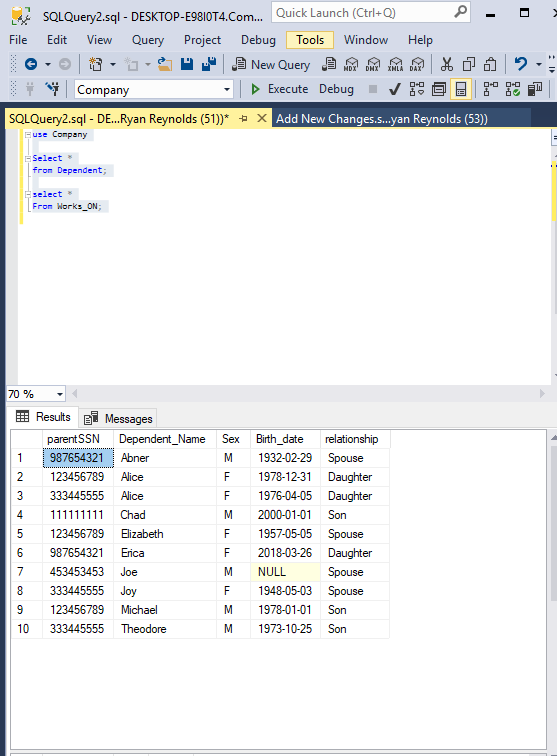 SQLQuery2.sql - DESKTOP-E98I0T4.Com...
Quick Launch (Ctrl+Q)
File Edit View Query Project Debug Tools Window Help
New Query MDX DMX XMLA DAX
Company Execute Debug
SQLQuery2.sql - DE...Ryan Reynolds (51))* Add New Changes.s...yan Reynolds (53))
use Company
Select *
from Dependent;
select *
From Works_ON;
70 %
Results Messages
parentSSN Dependent_Name Sex Birth_date relationship
1 987654321 Abner M 1932-02-29 Spouse
2 123456789 Alice F 1978-12-31 Daughter
3 333445555 Alice F 1976-04-05 Daughter
4 111111111 Chad M 2000-01-01 Son
5 123456789 Elizabeth F 1957-05-05 Spouse
6 987654321 Erica F 2018-03-26 Daughter
7 453453453 Joe M NULL Spouse
8 333445555 Joy F 1948-05-03 Spouse
9 123456789 Michael M 1978-01-01 Son
10 333445555 Theodore M 1973-10-25 Son